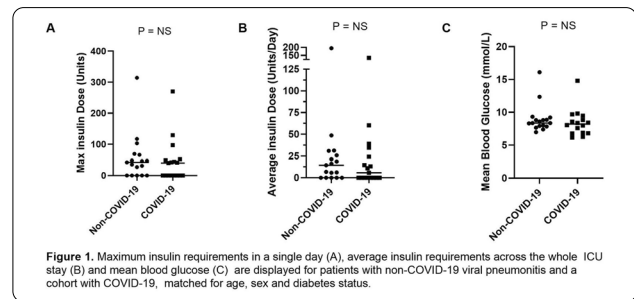 A
P = NS
Max insulin Dose (Units)
400
300
200
100
0
Non-COVID-19
COVID-19
B
P = NS
Average insulin Dose (Units/Day)
200
150
125
100
75
50
25
0
Non-COVID-19
COVID-19
C
P = NS
Mean Blood Glucose (mmol/L)
20
15
10
5
0
Non-COVID-19
COVID-19
Figure 1. Maximum insulin requirements in a single day (A), average insulin requirements across the whole ICU
stay (B) and mean blood glucose (C) are displayed for patients with non-COVID-19 viral pneumonitis and a
cohort with COVID-19, matched for age, sex and diabetes status.